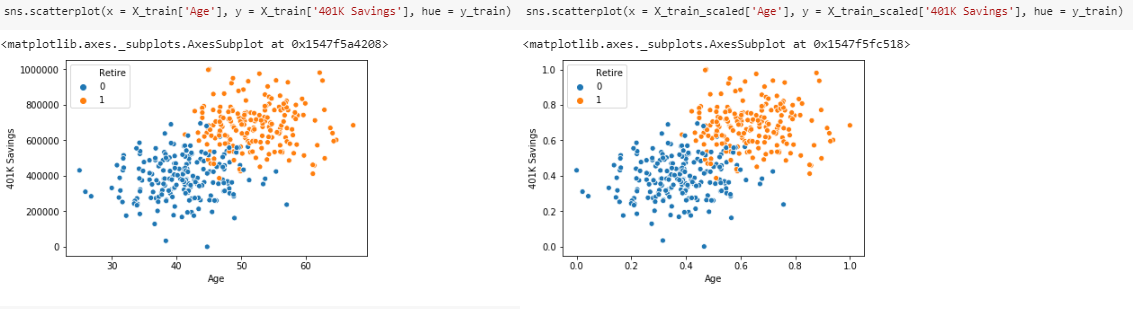 sns.scatterplot(x = X_train['Age'], y = X_train['401K Savings'], hue = y_train)
<matplotlib.axes._subplots.AxesSubplot at 0x1547f5a4208>
1000000
800000
600000
400000
200000
0
401K Savings
Retire
0
1
30
40
50
60
Age
sns.scatterplot(x = X_train_scaled['Age'], y = X_train_scaled['401K Savings'], hue = y_train)
<matplotlib.axes._subplots.AxesSubplot at 0x1547f5fc518>
1.0
0.8
0.6
0.4
0.2
0.0
401K Savings
Retire
0
1
0.0
0.2
0.4
0.6
0.8
1.0
Age